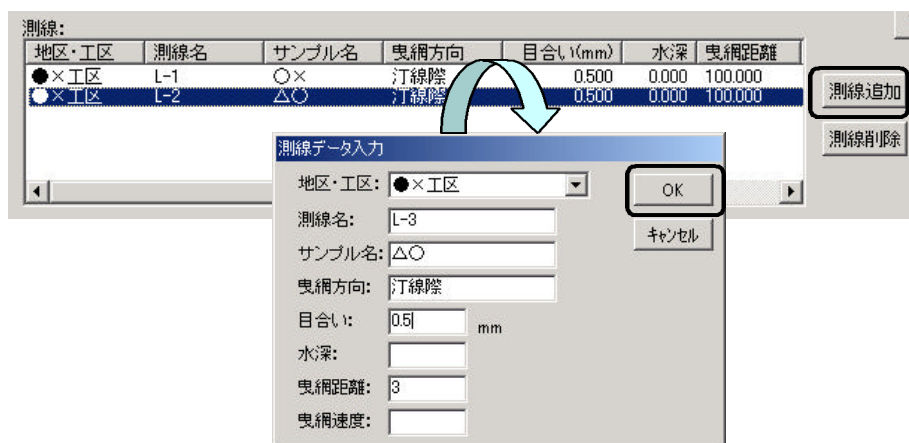 測線:
地区・工区 測線名 サンプル名 曳網方向 目合い(mm) 水深 曳網距離
●×工区 L-1 〇× 汀線際 0.500 0.000 100.000
●×工区 L-2 △〇 汀線際 0.500 0.000 100.000
測線追加
測線削除
測線データ入力
地区・工区: ●×工区
OK
測線名: L-3
キャンセル
サンプル名: △〇
曳網方向: 汀線際
目合い: 0.5 mm
水深:
曳網距離: 3
曳網速度: